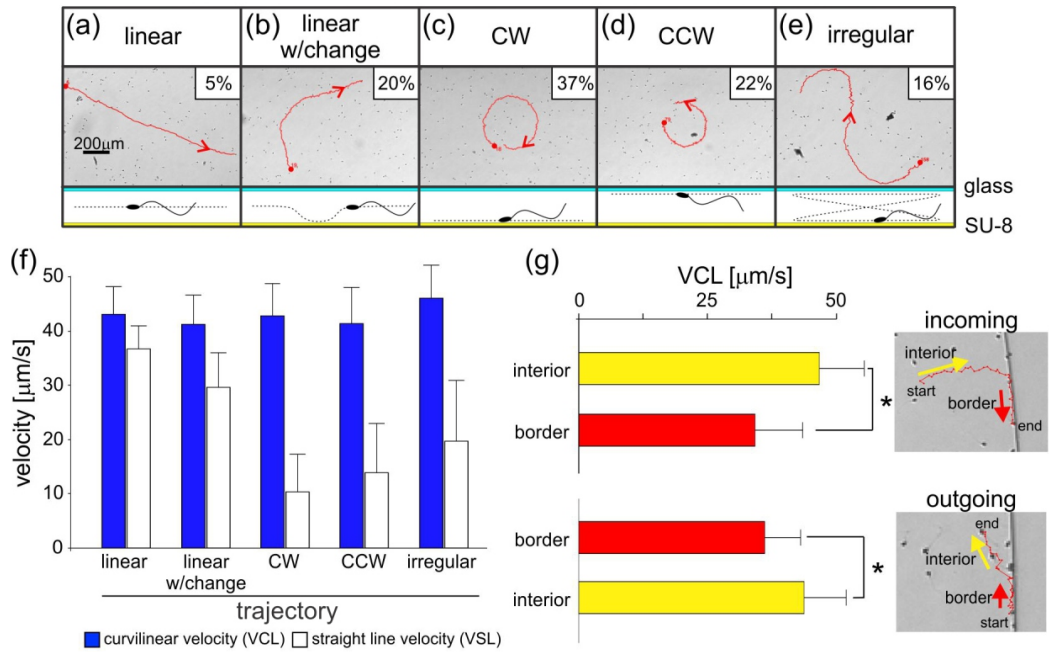 (a) linear
(b) linear w/change
(c) CW
(d) CCW
(e) irregular
5%
20%
37%
22%
16%
200μm
glass
SU-8
(f)
velocity [μm/s]
50
40
30
20
10
0
linear
linear
w/change
CW
CCW
irregular
trajectory
curvilinear velocity (VCL)
straight line velocity (VSL)
(g)
VCL [μm/s]
0
25
50
interior
border
*
incoming
interior
start
border
end
border
interior
*
outgoing
end
interior
border
start